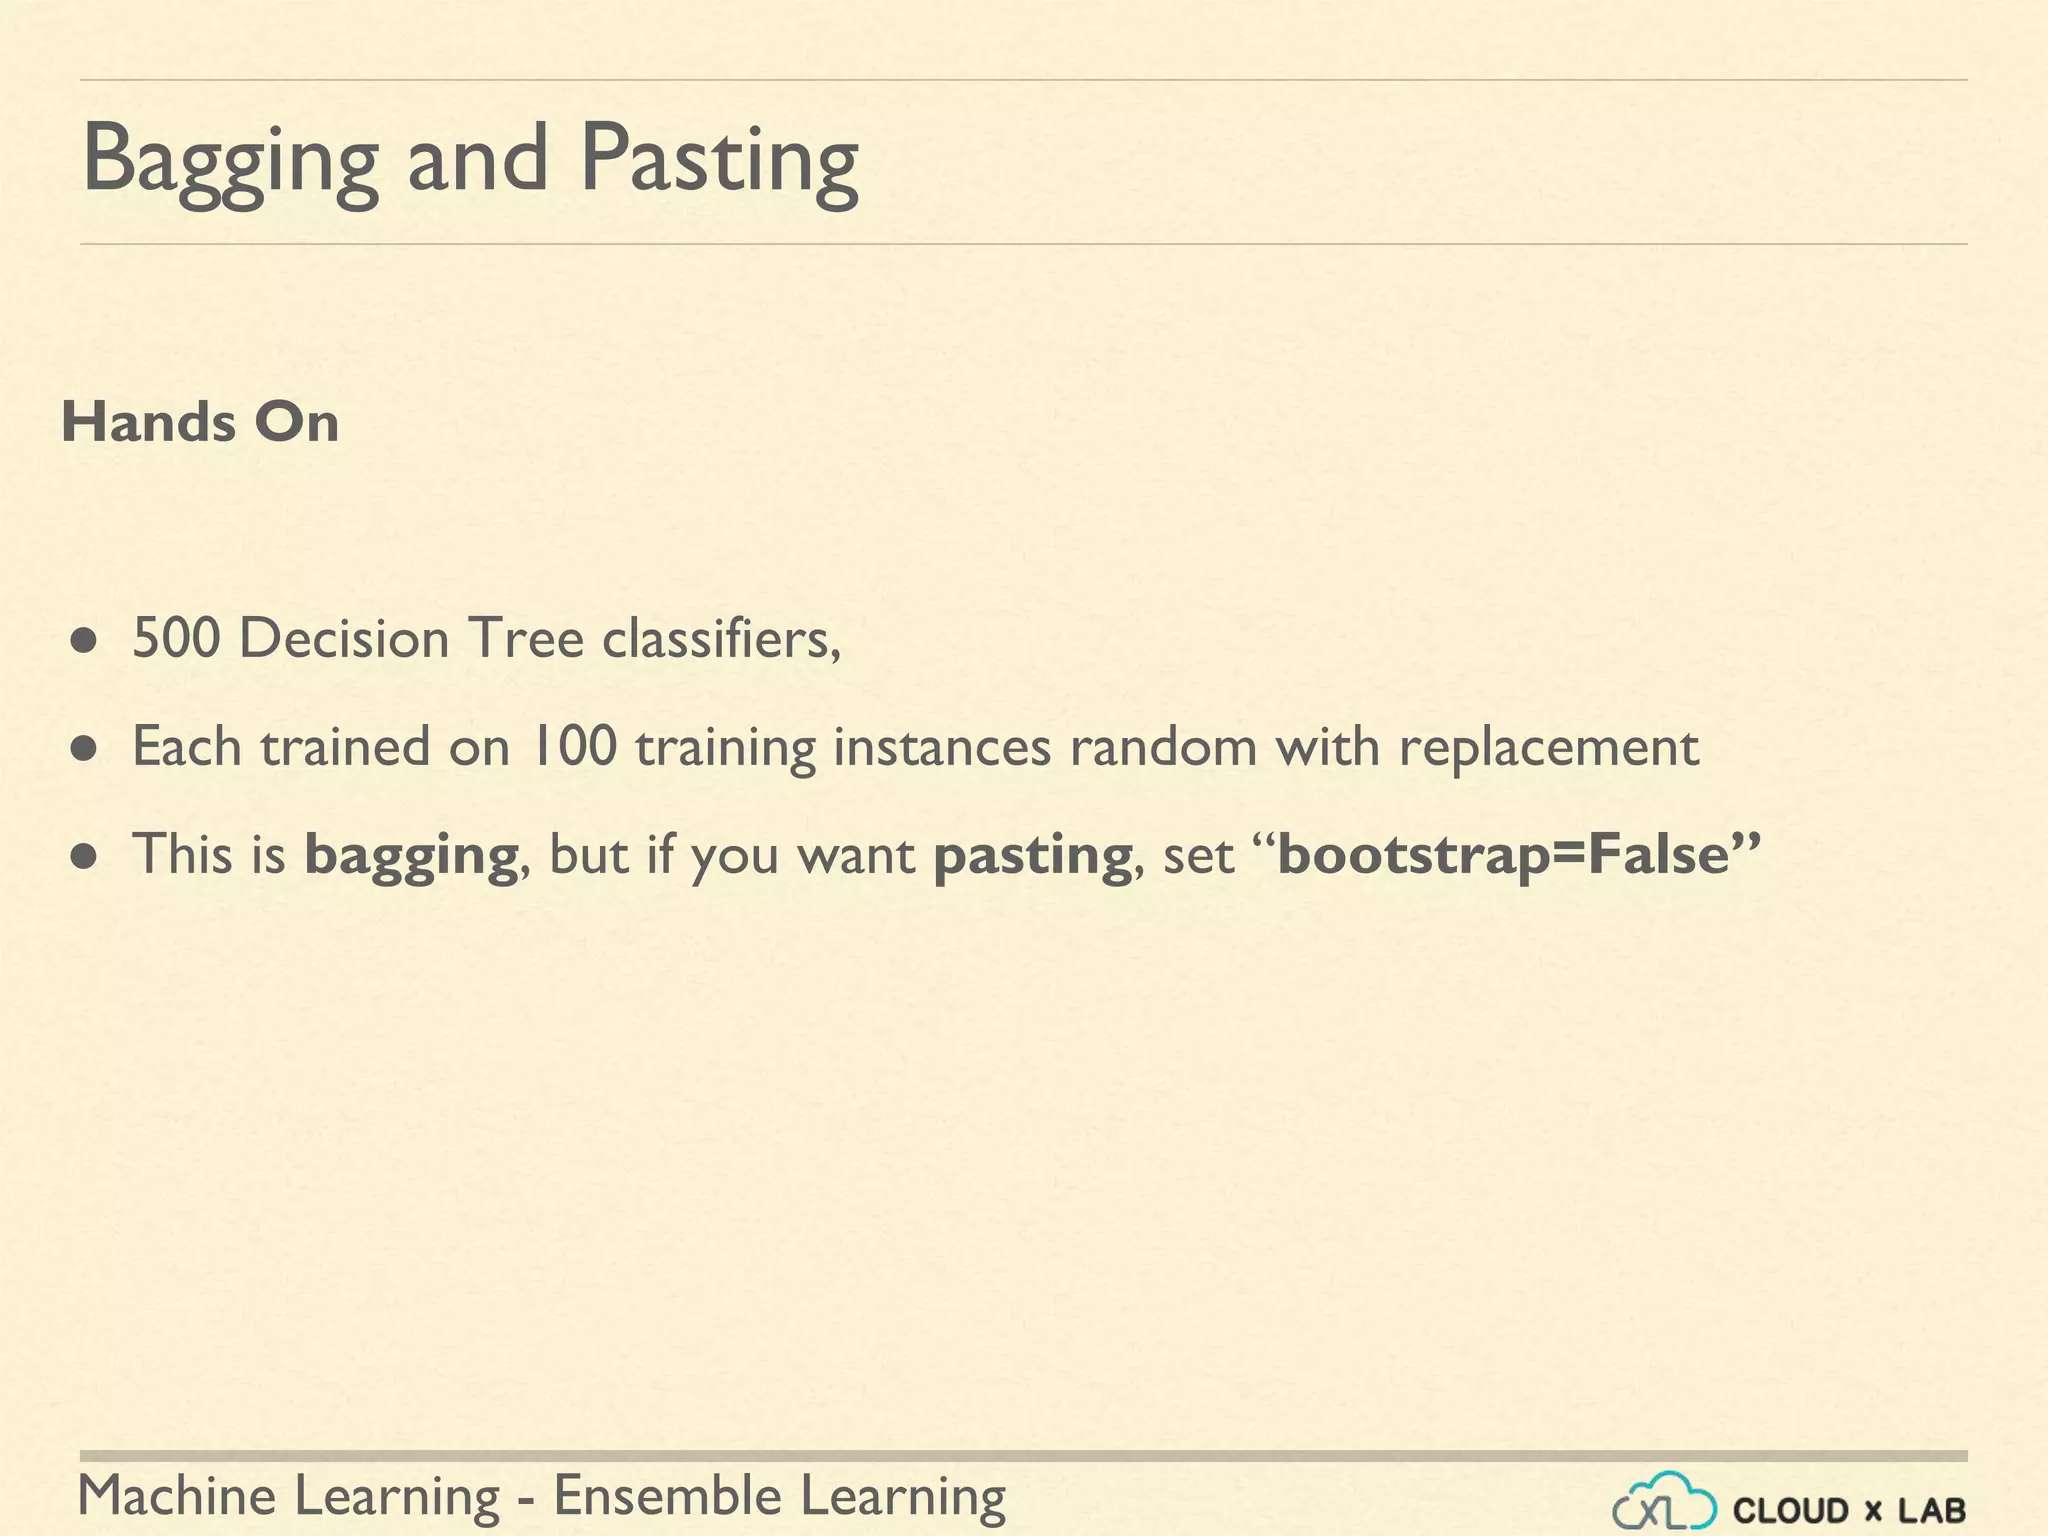 Bagging and Pasting
Hands On
● 500 Decision Tree classifiers,
● Each trained on 100 training instances random with replacement
● This is bagging, but if you want pasting, set “bootstrap=False”
Machine Learning - Ensemble Learning
CXL CLOUD x LAB